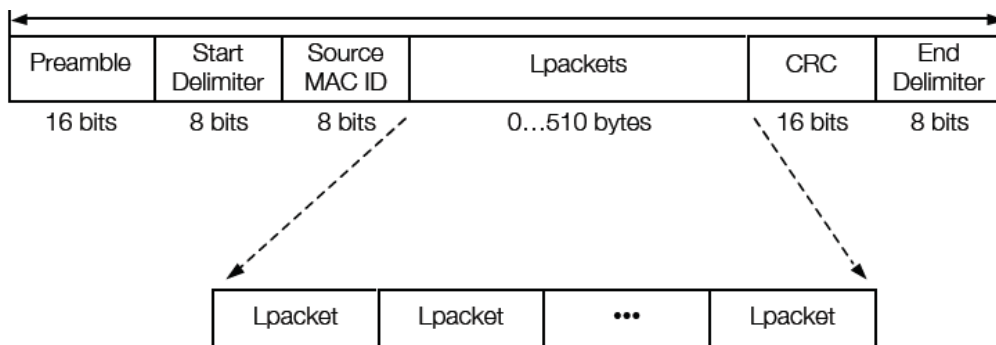 Preamble
Start
Delimiter
Source
MAC ID
Lpackets
CRC
End
Delimiter
16 bits
8 bits
8 bits
0...510 bytes
16 bits
8 bits
Lpacket
Lpacket
•••
Lpacket